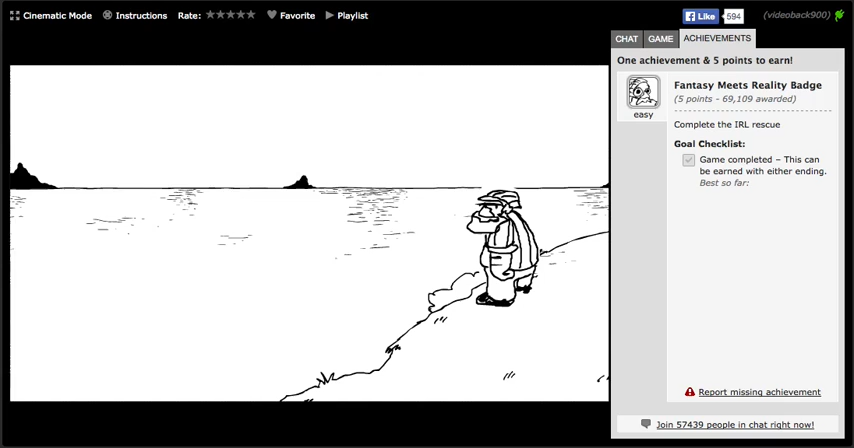 Cinematic Mode Instructions Rate: Favorite Playlist
Like 594 (videoback900)
CHAT GAME ACHIEVEMENTS
One achievement & 5 points to earn!
Fantasy Meets Reality Badge
(5 points - 69,109 awarded)
easy
Complete the IRL rescue
Goal Checklist:
Game completed – This can
be earned with either ending.
Best so far:
Report missing achievement
Join 57439 people in chat right now!